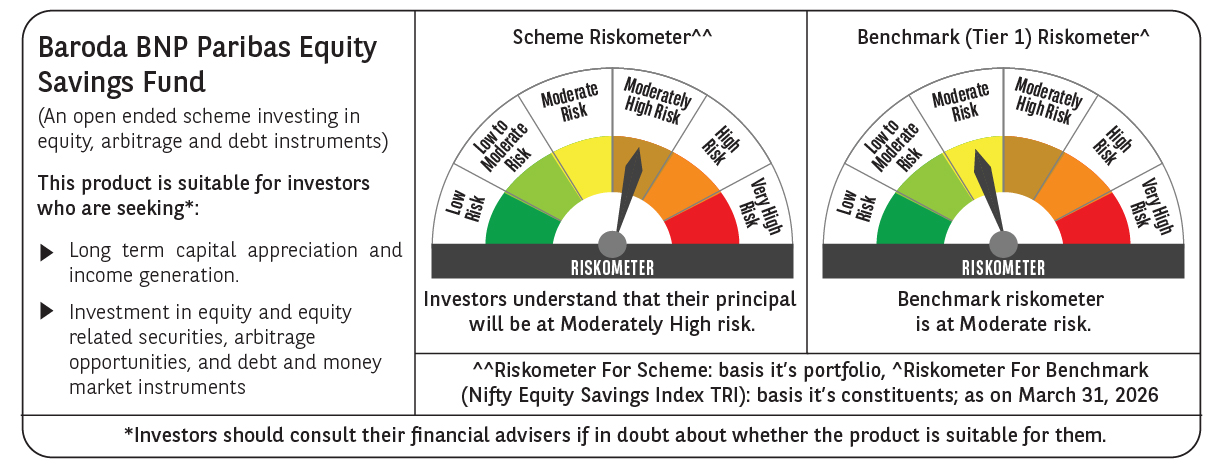 Baroda BNP Paribas Equity
Savings Fund
(An open ended scheme investing in
equity, arbitrage and debt instruments)
This product is suitable for investors
who are seeking*:
Long term capital appreciation and
income generation.
Investment in equity and equity
related securities, arbitrage
opportunities, and debt and money
market instruments
Scheme Riskometer^^
Low
Risk
Low to
Moderate
Risk
Moderate
Risk
Moderately
High Risk
High
Risk
Very High
Risk
RISKOMETER
Investors understand that their principal
will be at Moderately High risk.
Benchmark (Tier 1) Riskometer^
Low
Risk
Low to
Moderate
Risk
Moderate
Risk
Moderately
High Risk
High
Risk
Very High
Risk
RISKOMETER
Benchmark riskometer
is at Moderate risk.
^^Riskometer For Scheme: basis it's portfolio, ^Riskometer For Benchmark
(Nifty Equity Savings Index TRI): basis it's constituents; as on March 31, 2026
*Investors should consult their financial advisers if in doubt about whether the product is suitable for them.